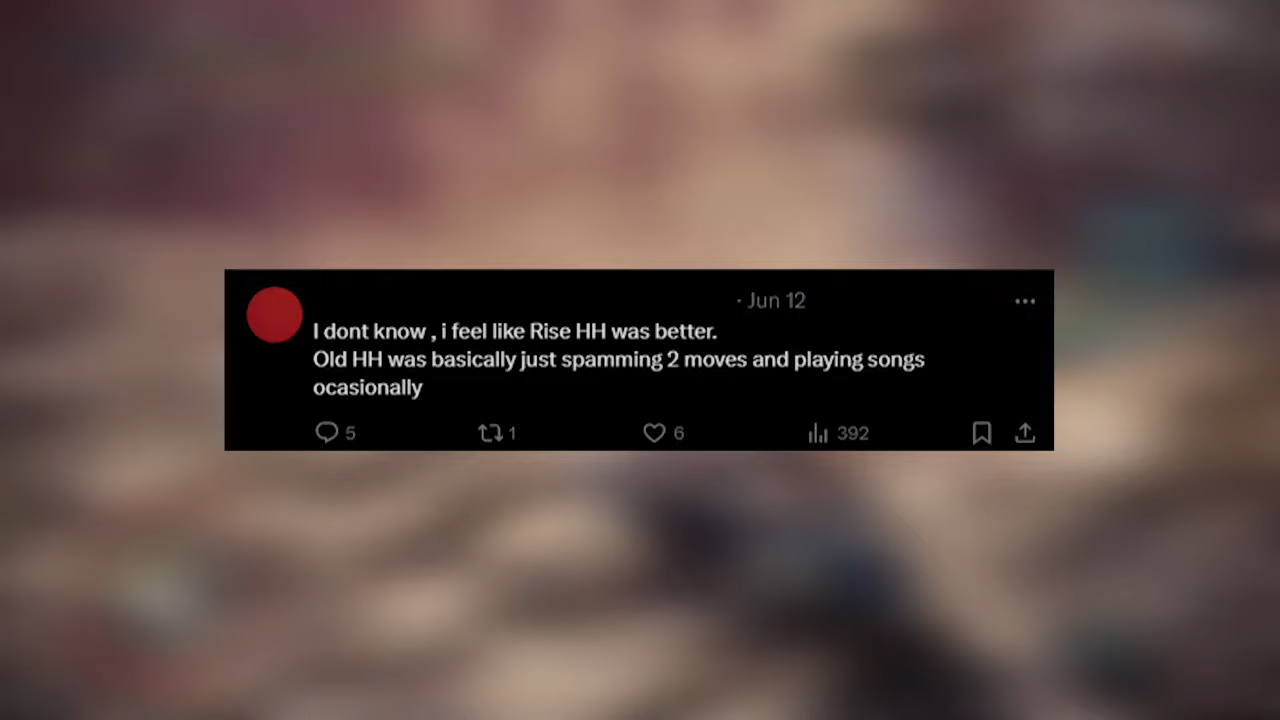 · Jun 12
I dont know , i feel like Rise HH was better.
Old HH was basically just spamming 2 moves and playing songs
ocasionally
5 1 6 392